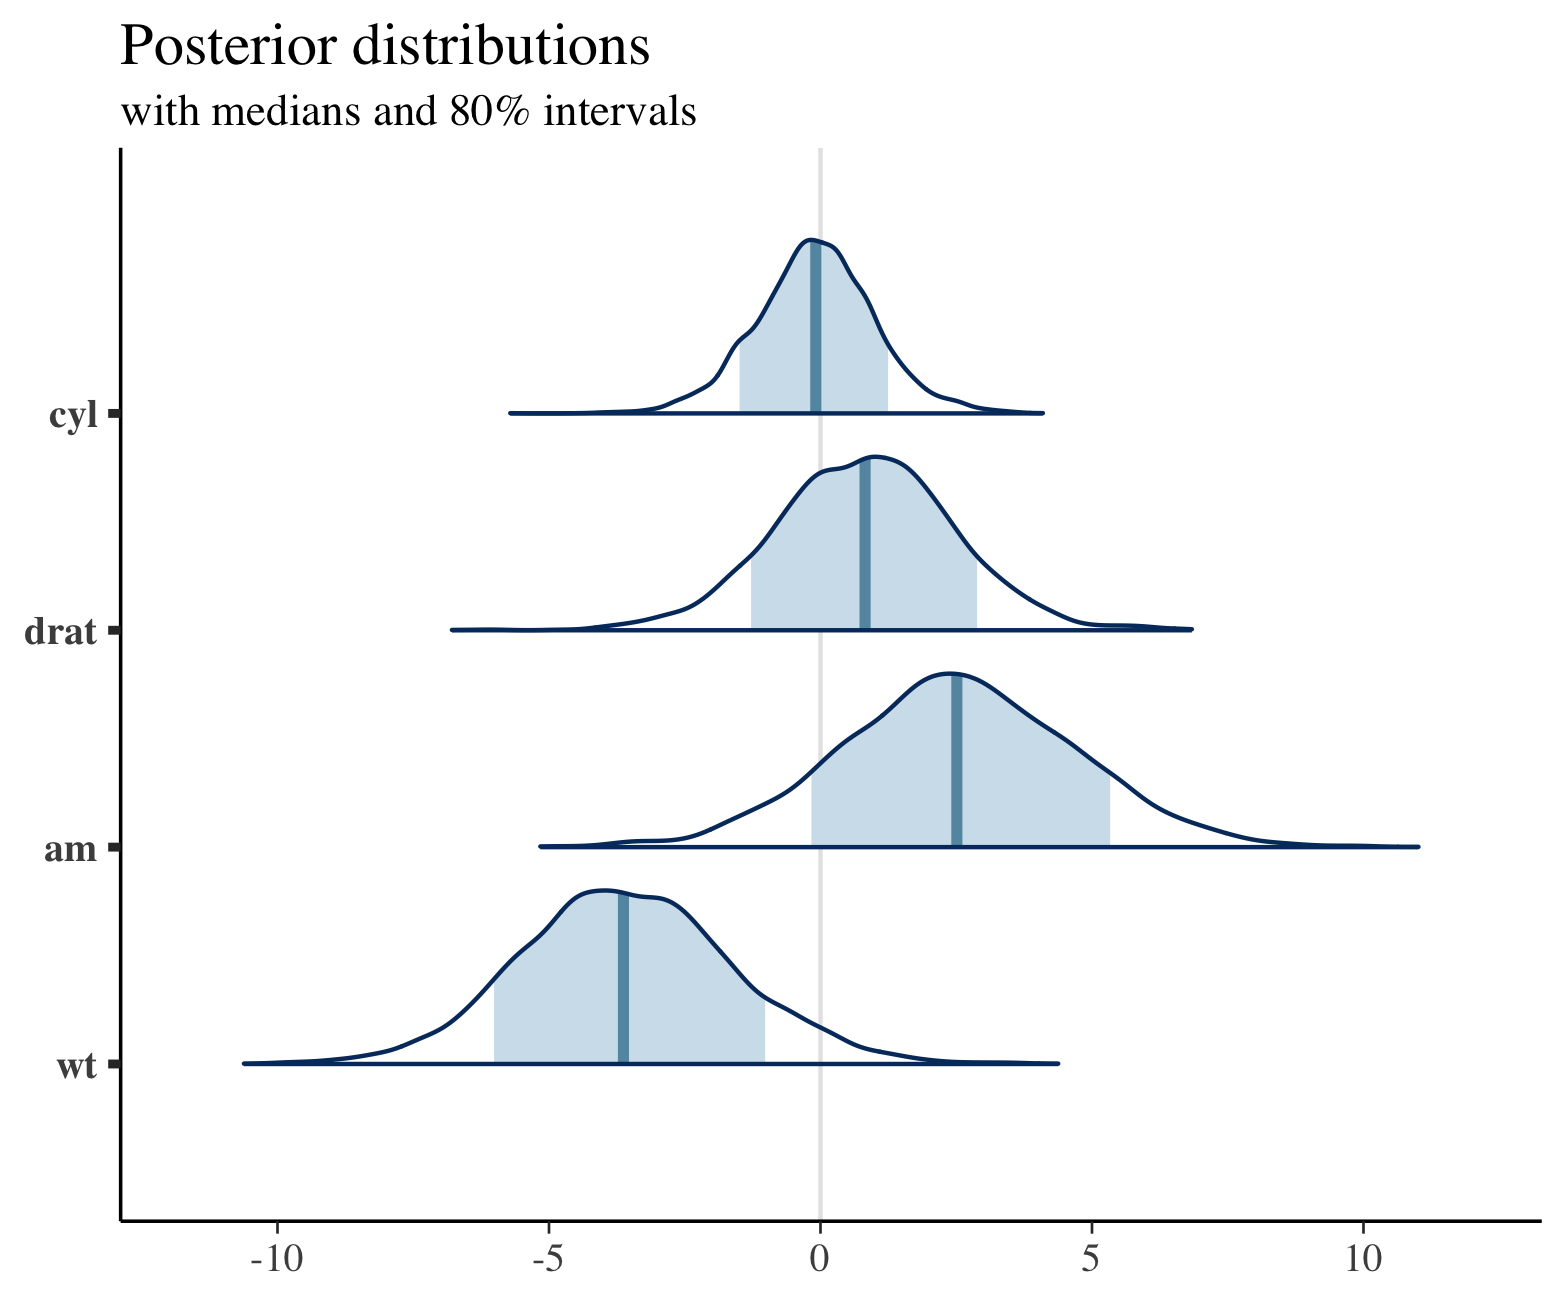 Posterior distributions
with medians and 80% intervals
cyl
drat
am
wt
-10 -5 0 5 10